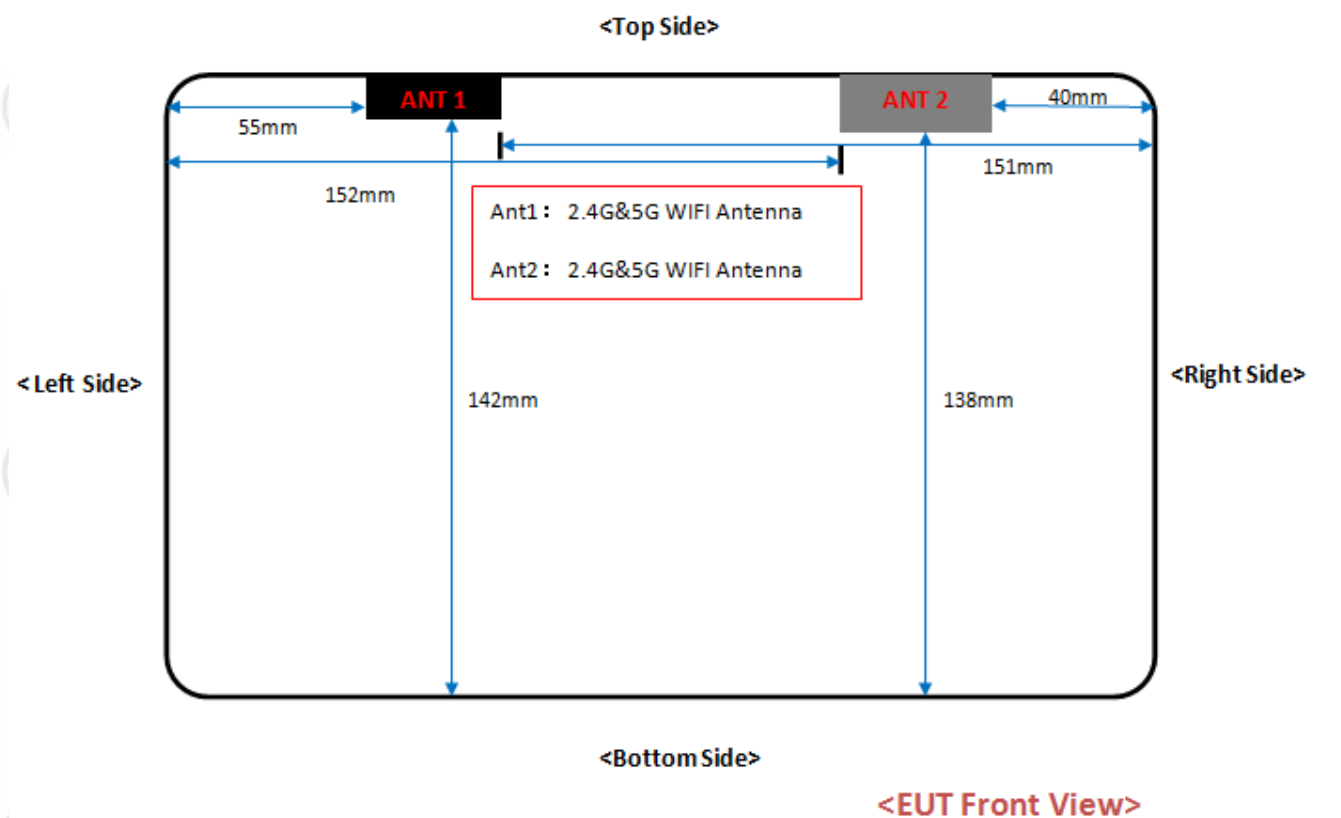 <Top Side>
ANT 1
ANT 2
40mm
55mm
151mm
152mm
Ant1： 2.4G&5G WIFI Antenna
Ant2： 2.4G&5G WIFI Antenna
<Left Side>
<Right Side>
142mm
138mm
<Bottom Side>
<EUT Front View>